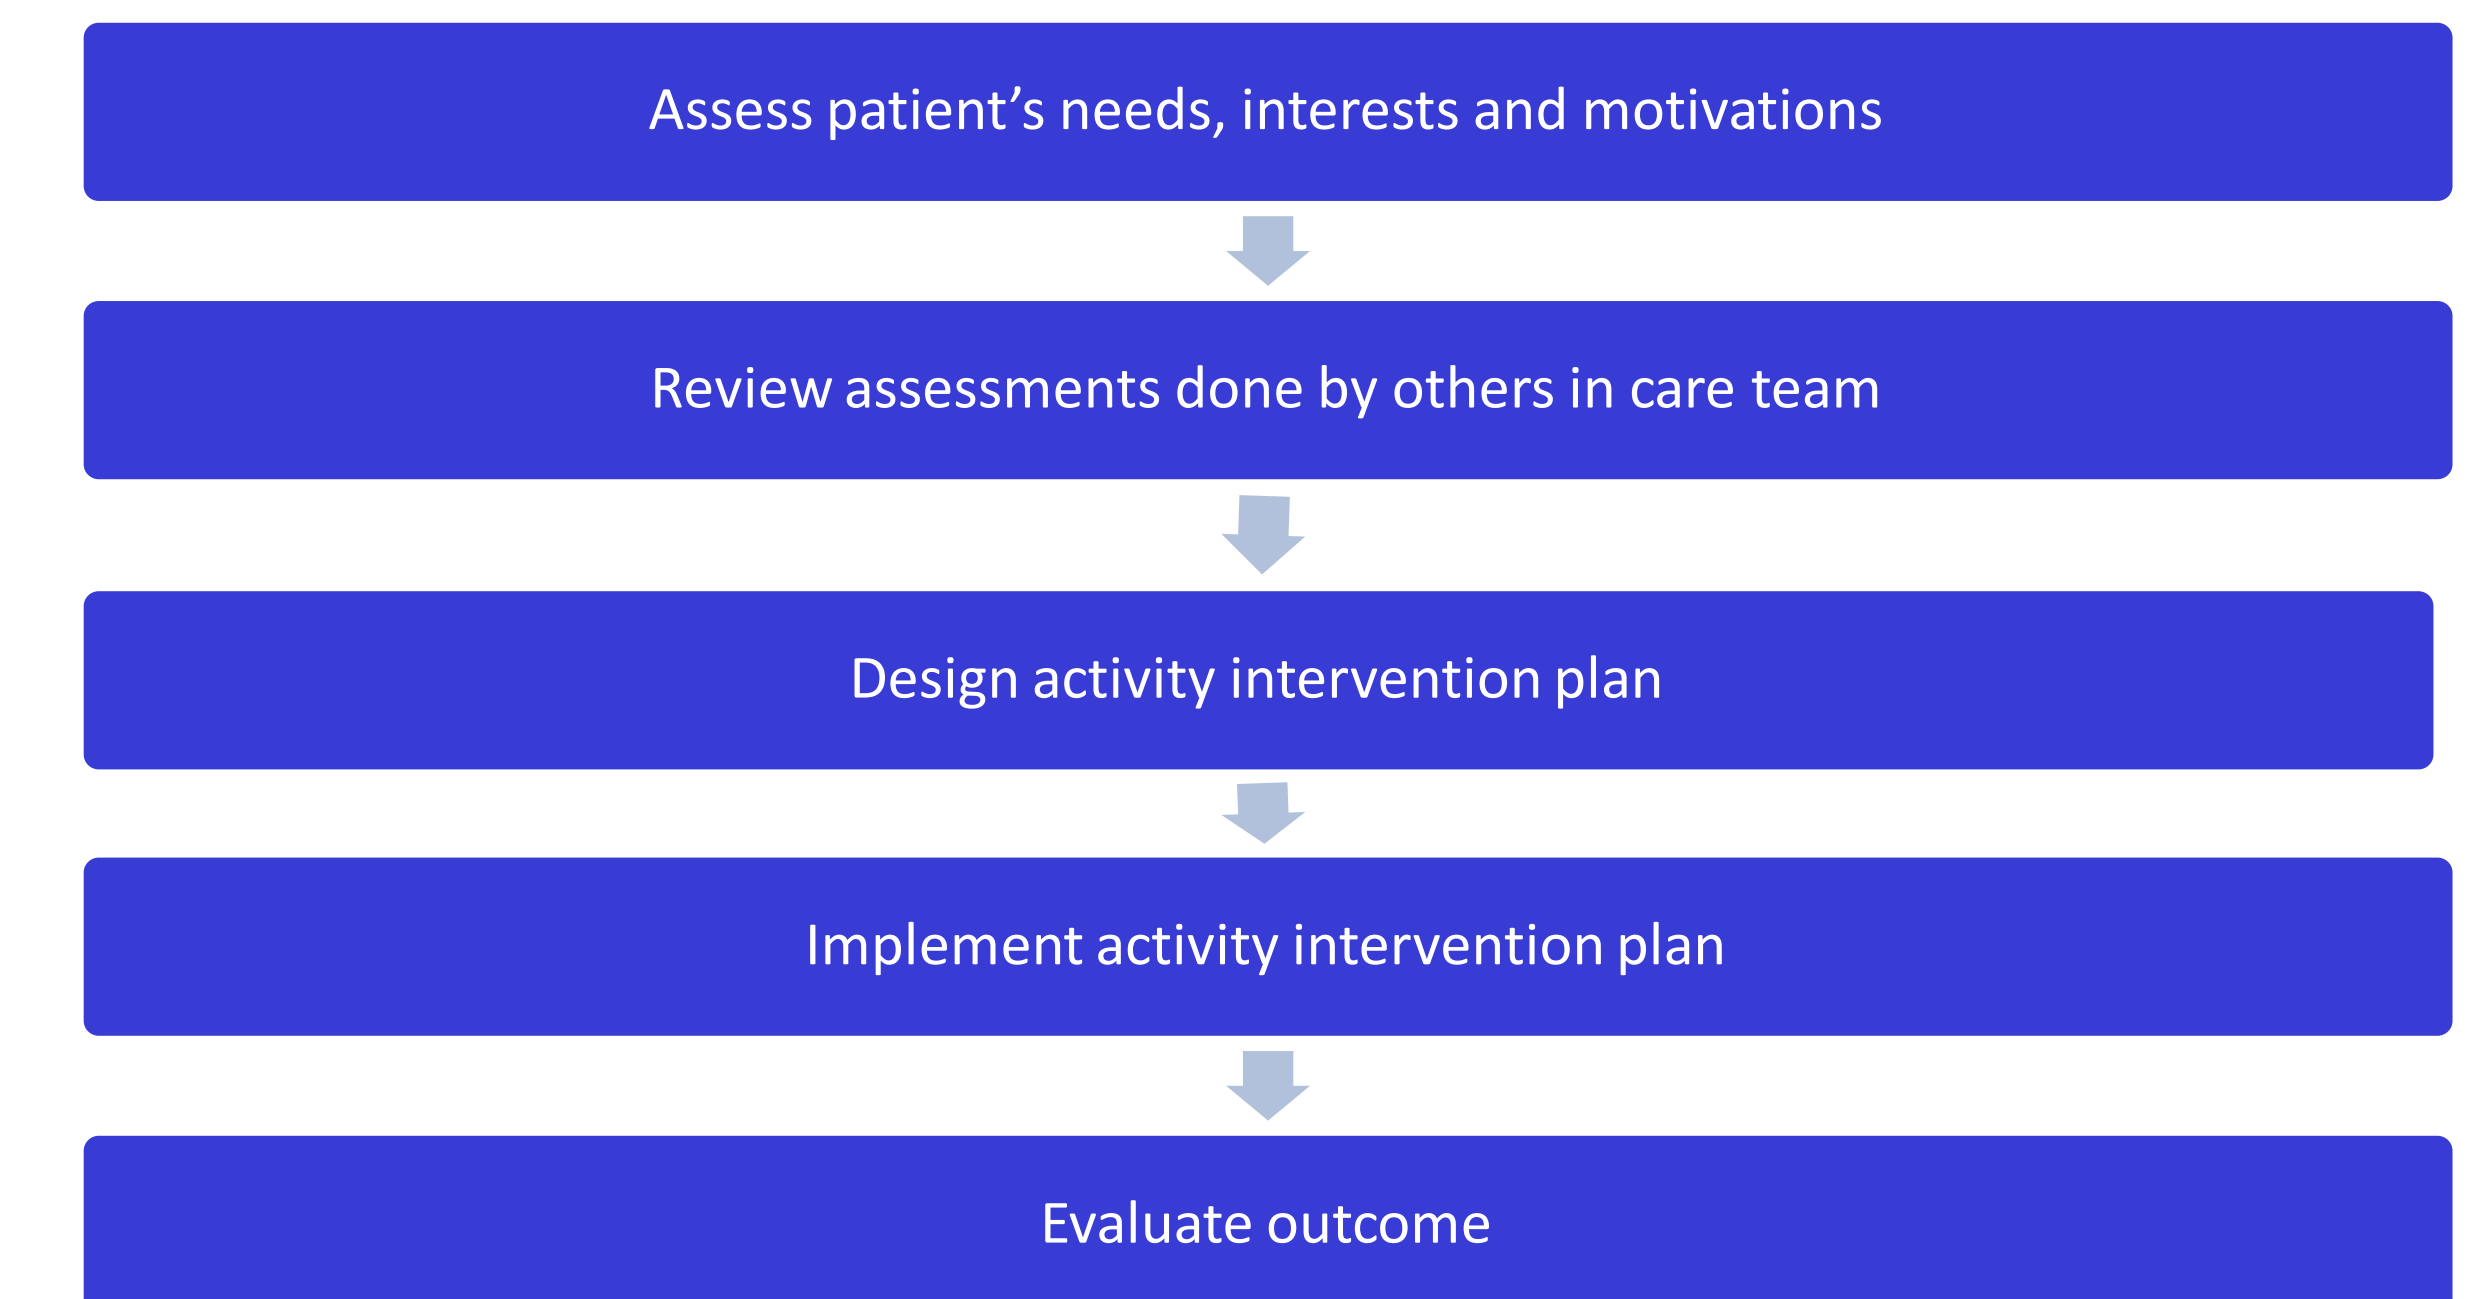 Assess patient’s needs, interests and motivations
Review assessments done by others in care team
Design activity intervention plan
Implement activity intervention plan
Evaluate outcome